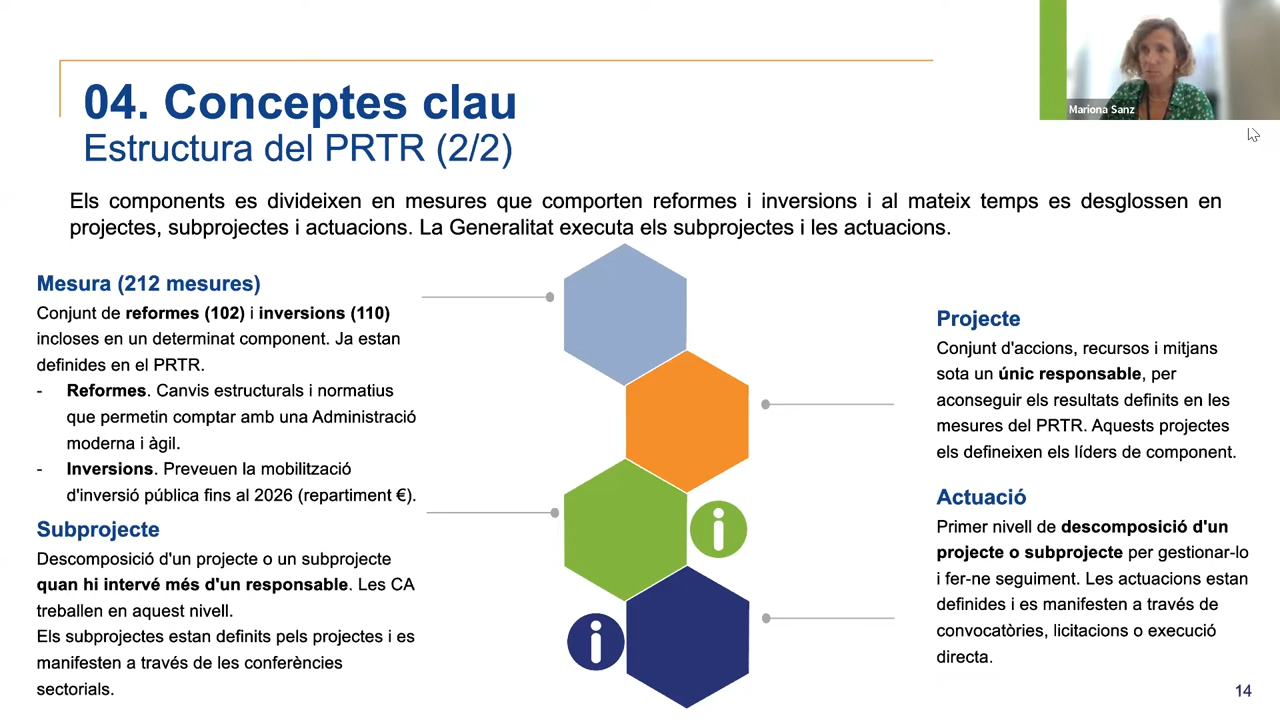 04. Conceptes clau
Estructura del PRTR (2/2)
Mariona Sanz
Els components es divideixen en mesures que comporten reformes i inversions i al mateix temps es desglossen en
projectes, subprojectes i actuacions. La Generalitat executa els subprojectes i les actuacions.
Mesura (212 mesures)
Conjunt de reformes (102) i inversions (110)
incloses en un determinat component. Ja estan
definides en el PRTR.
- Reformes. Canvis estructurals i normatius
que permetin comptar amb una Administració
moderna i àgil.
- Inversions. Preveuen la mobilització
d'inversió pública fins al 2026 (repartiment €).
Subprojecte
Descomposició d'un projecte o un subprojecte
quan hi intervé més d'un responsable. Les CA
treballen en aquest nivell.
Els subprojectes estan definits pels projectes i es
manifesten a través de les conferències
sectorials.
Projecte
Conjunt d'accions, recursos i mitjans
sota un únic responsable, per
aconseguir els resultats definits en les
mesures del PRTR. Aquests projectes
els defineixen els líders de component.
Actuació
Primer nivell de descomposició d'un
projecte o subprojecte per gestionar-lo
i fer-ne seguiment. Les actuacions estan
definides i es manifesten a través de
convocatòries, licitacions o execució
directa.
i
i
14